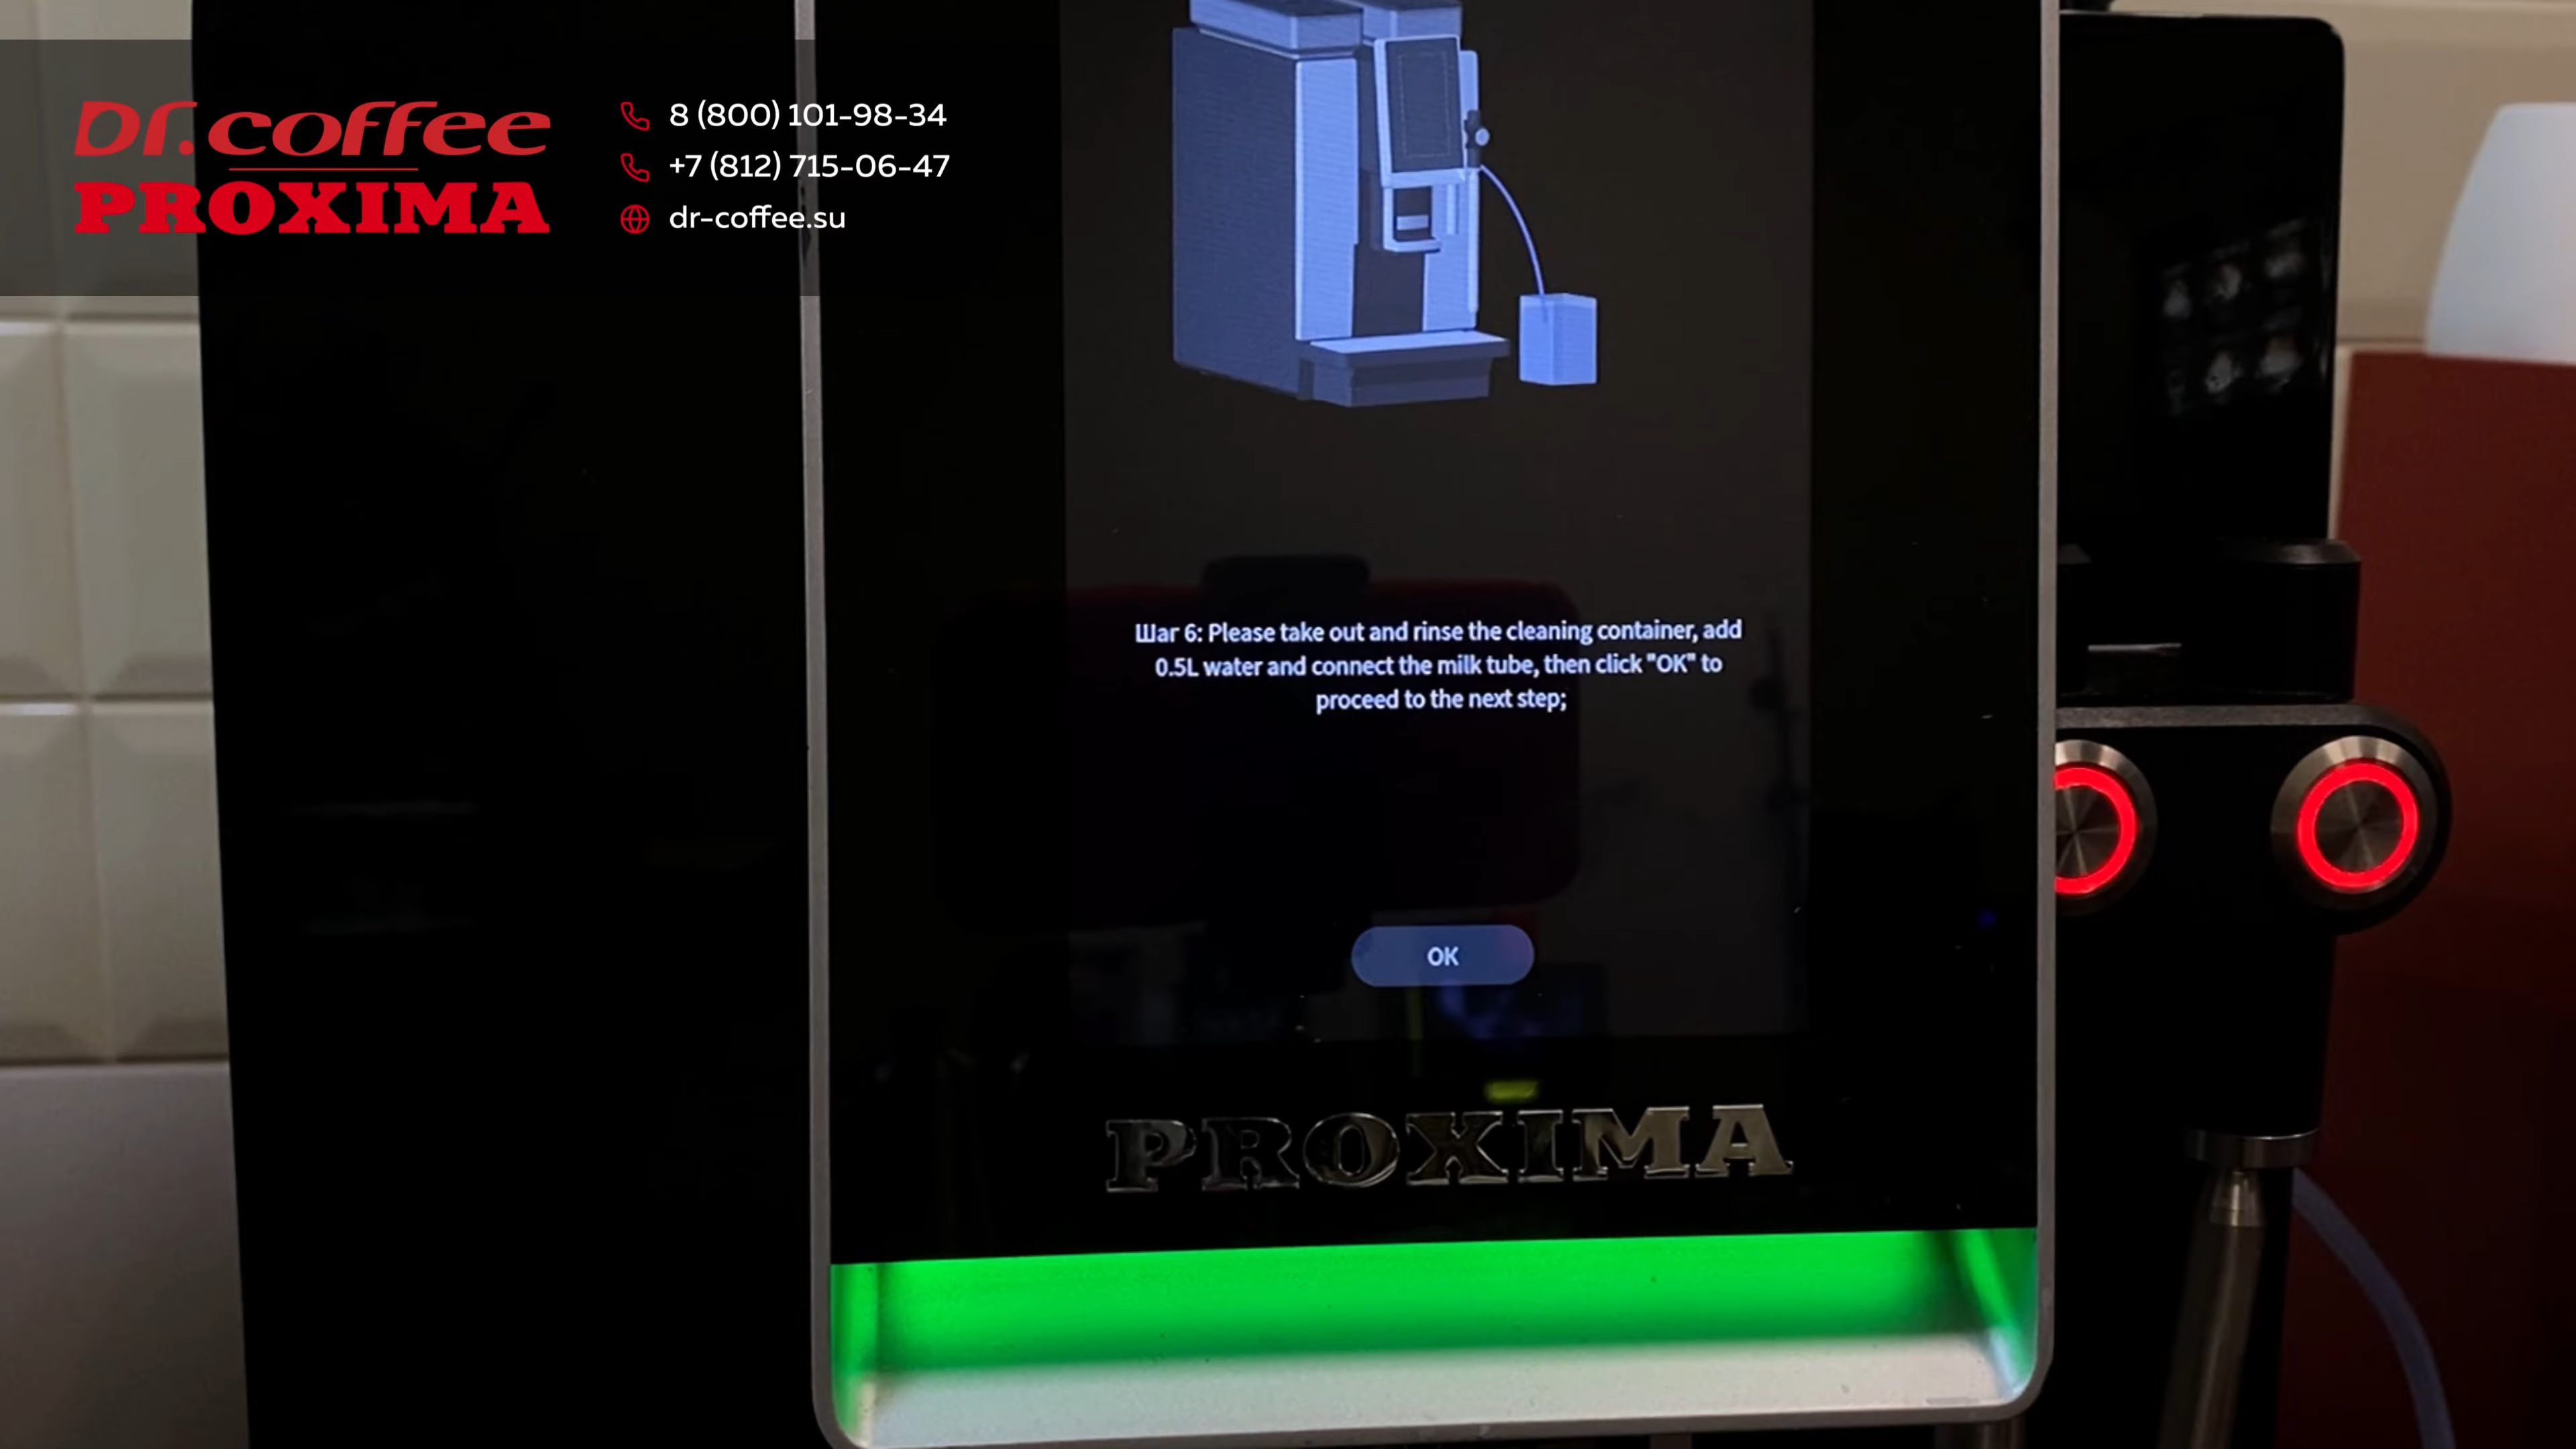 Dr.coffee
PROXIMA
8 (800) 101-98-34
+7 (812) 715-06-47
dr-coffee.su
Шаг 6: Please take out and rinse the cleaning container, add
0.5L water and connect the milk tube, then click "OK" to
proceed to the next step;
OK
PROXIMA